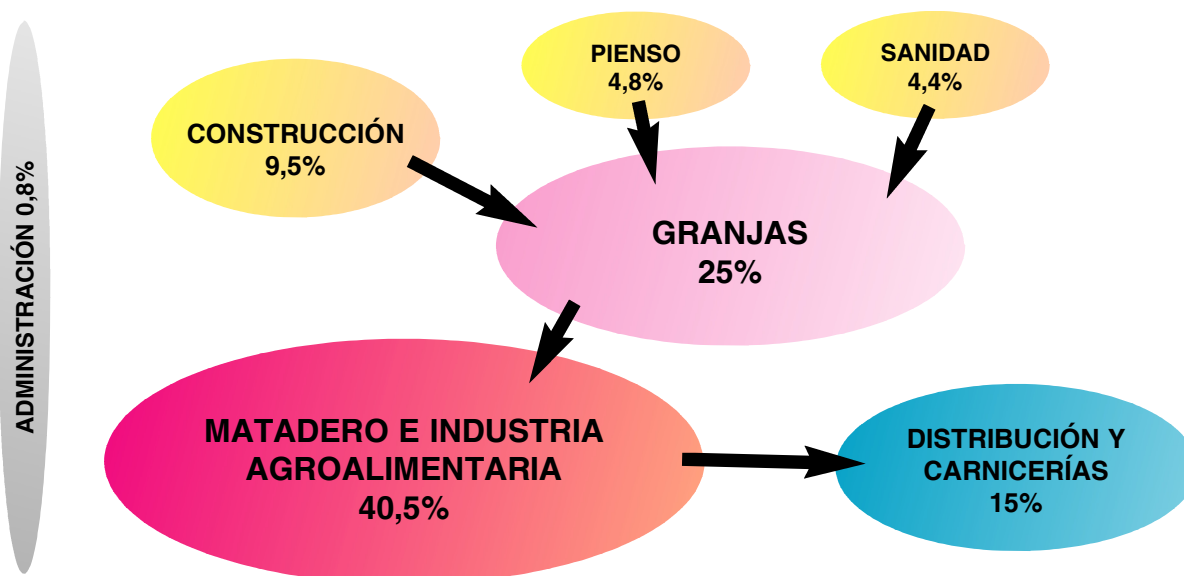 ADMINISTRACIÓN 0,8%
CONSTRUCCIÓN
9,5%
PIENSO
4,8%
SANIDAD
4,4%
GRANJAS
25%
MATADERO E INDUSTRIA
AGROALIMENTARIA
40,5%
DISTRIBUCIÓN Y
CARNICERÍAS
15%